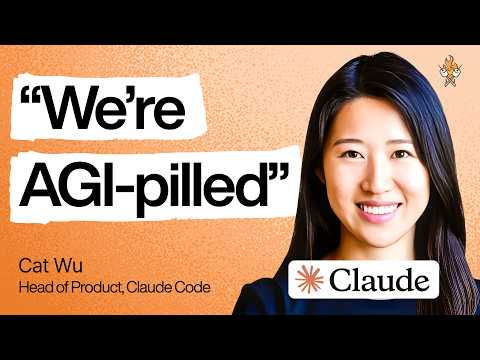 “We’re
AGI-pilled”
Cat Wu
Head of Product, Claude Code
Claude